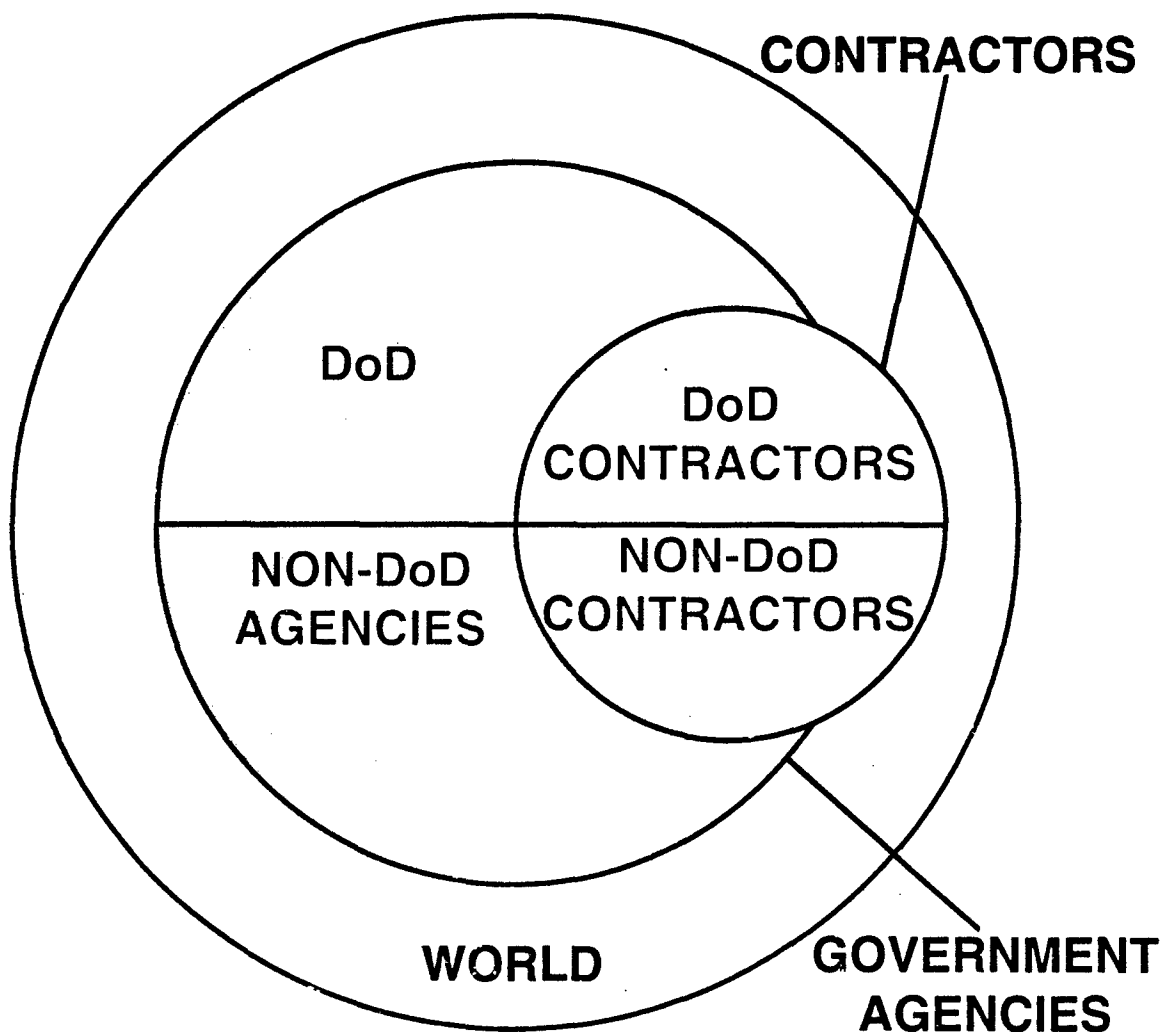 CONTRACTORS
DoD
DoD
CONTRACTORS
NON-DoD
AGENCIES
NON-DoD
CONTRACTORS
WORLD
GOVERNMENT
AGENCIES